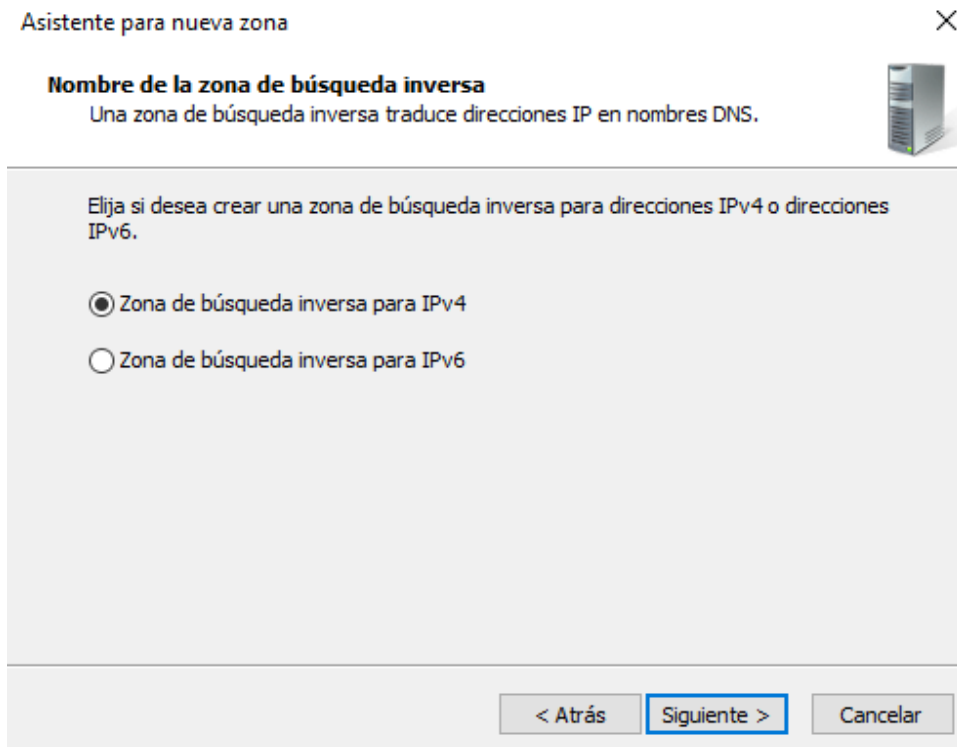 Asistente para nueva zona
Nombre de la zona de búsqueda inversa
Una zona de búsqueda inversa traduce direcciones IP en nombres DNS.
Elija si desea crear una zona de búsqueda inversa para direcciones IPv4 o direcciones
IPv6.
Zona de búsqueda inversa para IPv4
Zona de búsqueda inversa para IPv6
< Atrás Siguiente > Cancelar